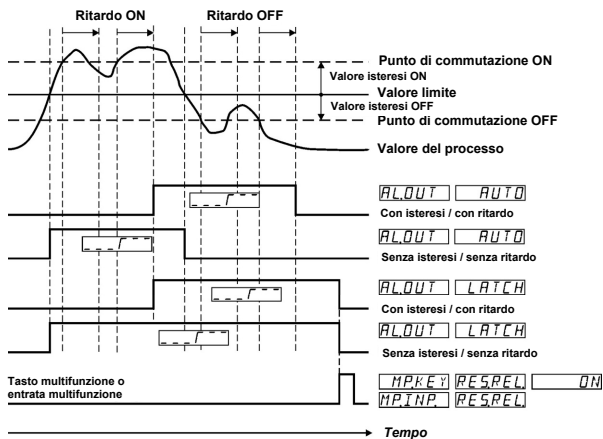 Ritardo ON
Ritardo OFF
Punto di commutazione ON
Valore isteresi ON
Valore limite
Valore isteresi OFF
Punto di commutazione OFF
Valore del processo
AL.OUT AUTO
Con isteresi / con ritardo
AL.OUT AUTO
Senza isteresi / senza ritardo
AL.OUT LATCH
Con isteresi / con ritardo
AL.OUT LATCH
Senza isteresi / senza ritardo
Tasto multifunzione o
entrata multifunzione
MP.KEY RES.REL. ON
MP.INP. RES.REL.
Tempo